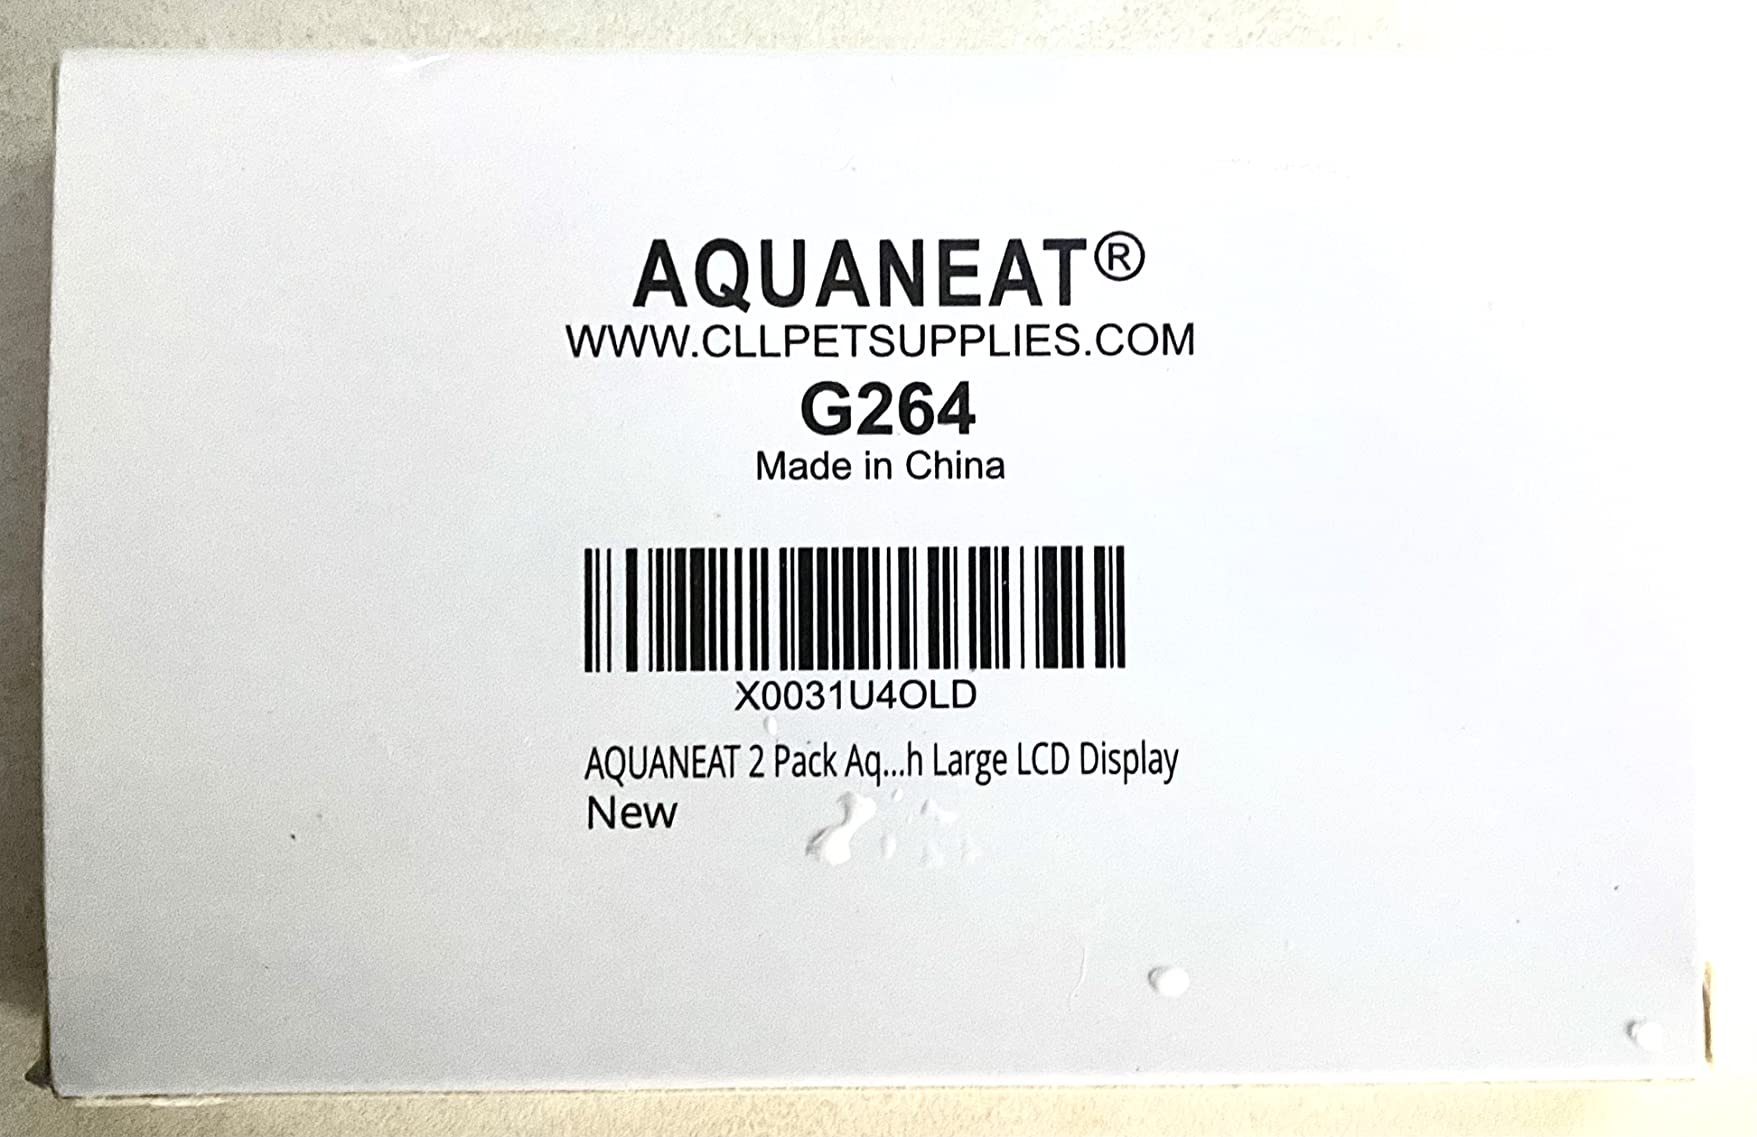 AQUANEAT®
WWW.CLLPETSUPPLIES.COM
G264
Made in China
X0031U4OLD
AQUANEAT 2 Pack Aq...h Large LCD Display
New